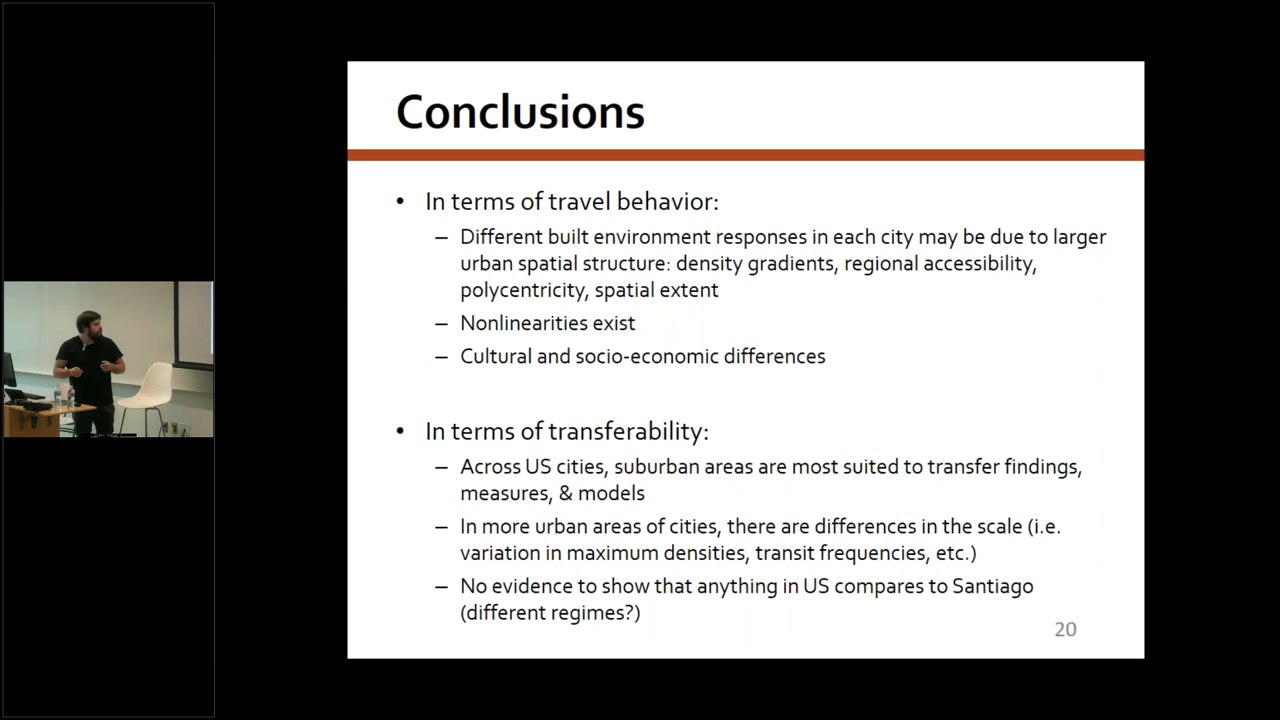 Conclusions
• In terms of travel behavior:
– Different built environment responses in each city may be due to larger
urban spatial structure: density gradients, regional accessibility,
polycentricity, spatial extent
– Nonlinearities exist
– Cultural and socio-economic differences
• In terms of transferability:
– Across US cities, suburban areas are most suited to transfer findings,
measures, & models
– In more urban areas of cities, there are differences in the scale (i.e.
variation in maximum densities, transit frequencies, etc.)
– No evidence to show that anything in US compares to Santiago
(different regimes?)
20